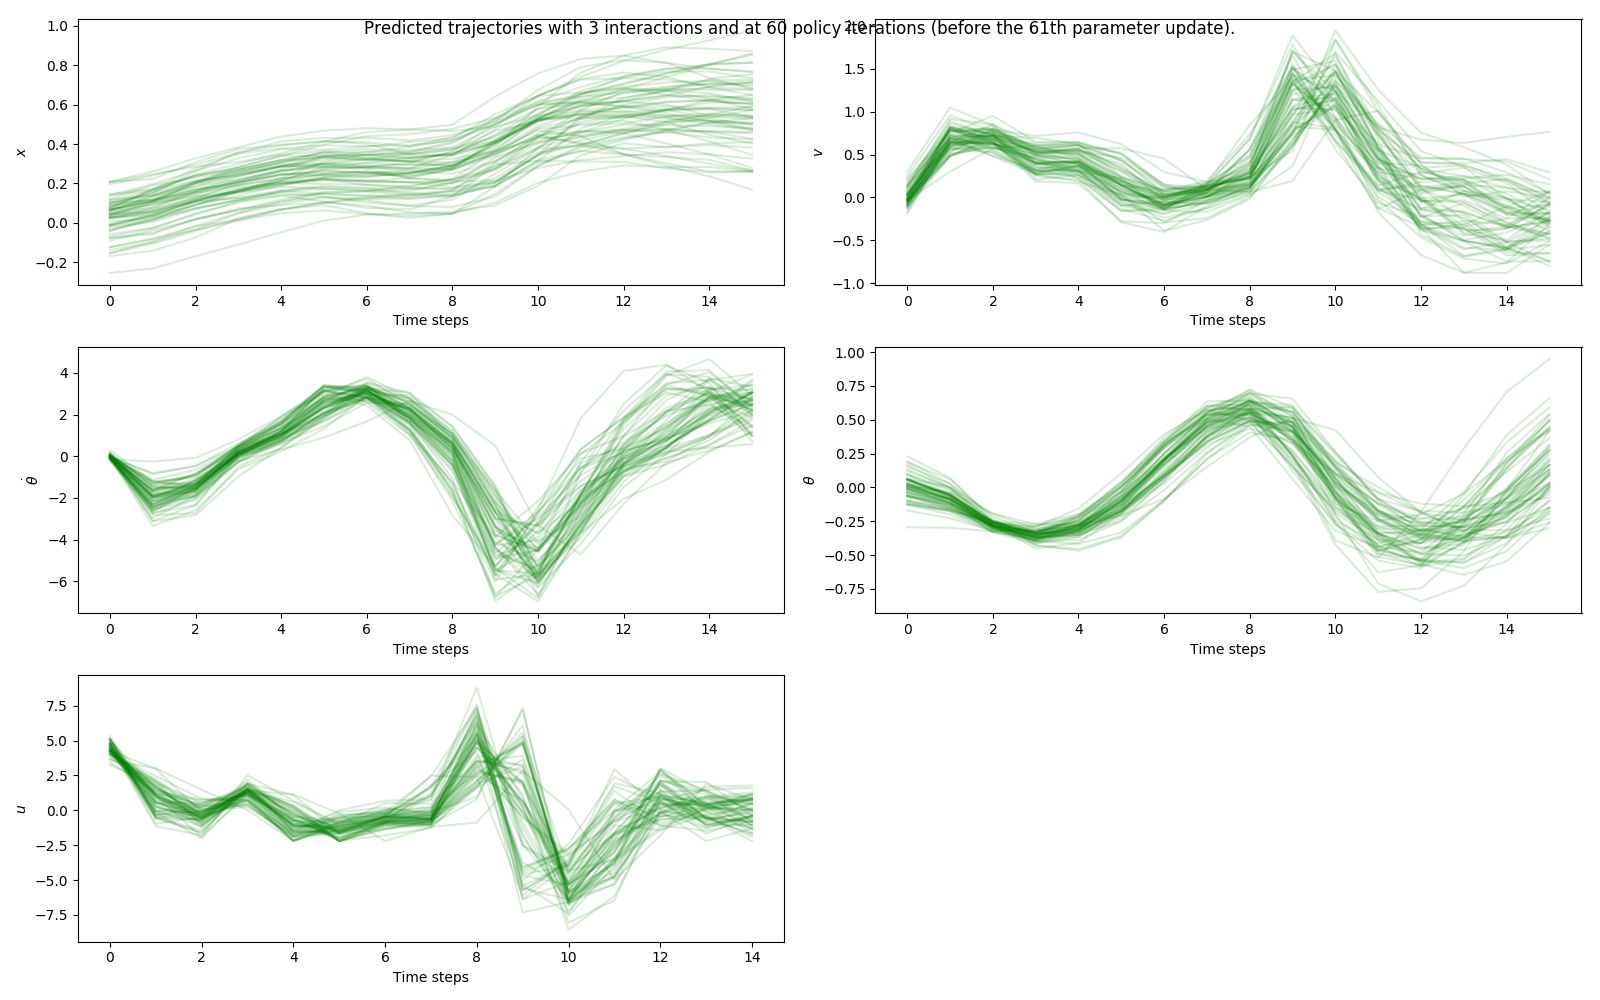 Predicted trajectories with 3 interactions and at 60 policy iterations (before the 61th parameter update).
1.0
0.8
0.6
0.4
0.2
0.0
−0.2
x
0 2 4 6 8 10 12 14
Time steps
2.0
1.5
1.0
0.5
0.0
−0.5
−1.0
v
0 2 4 6 8 10 12 14
Time steps
4
2
0
−2
−4
−6
θ̇
0 2 4 6 8 10 12 14
Time steps
1.00
0.75
0.50
0.25
0.00
−0.25
−0.50
−0.75
θ
0 2 4 6 8 10 12 14
Time steps
7.5
5.0
2.5
0.0
−2.5
−5.0
−7.5
u
0 2 4 6 8 10 12 14
Time steps